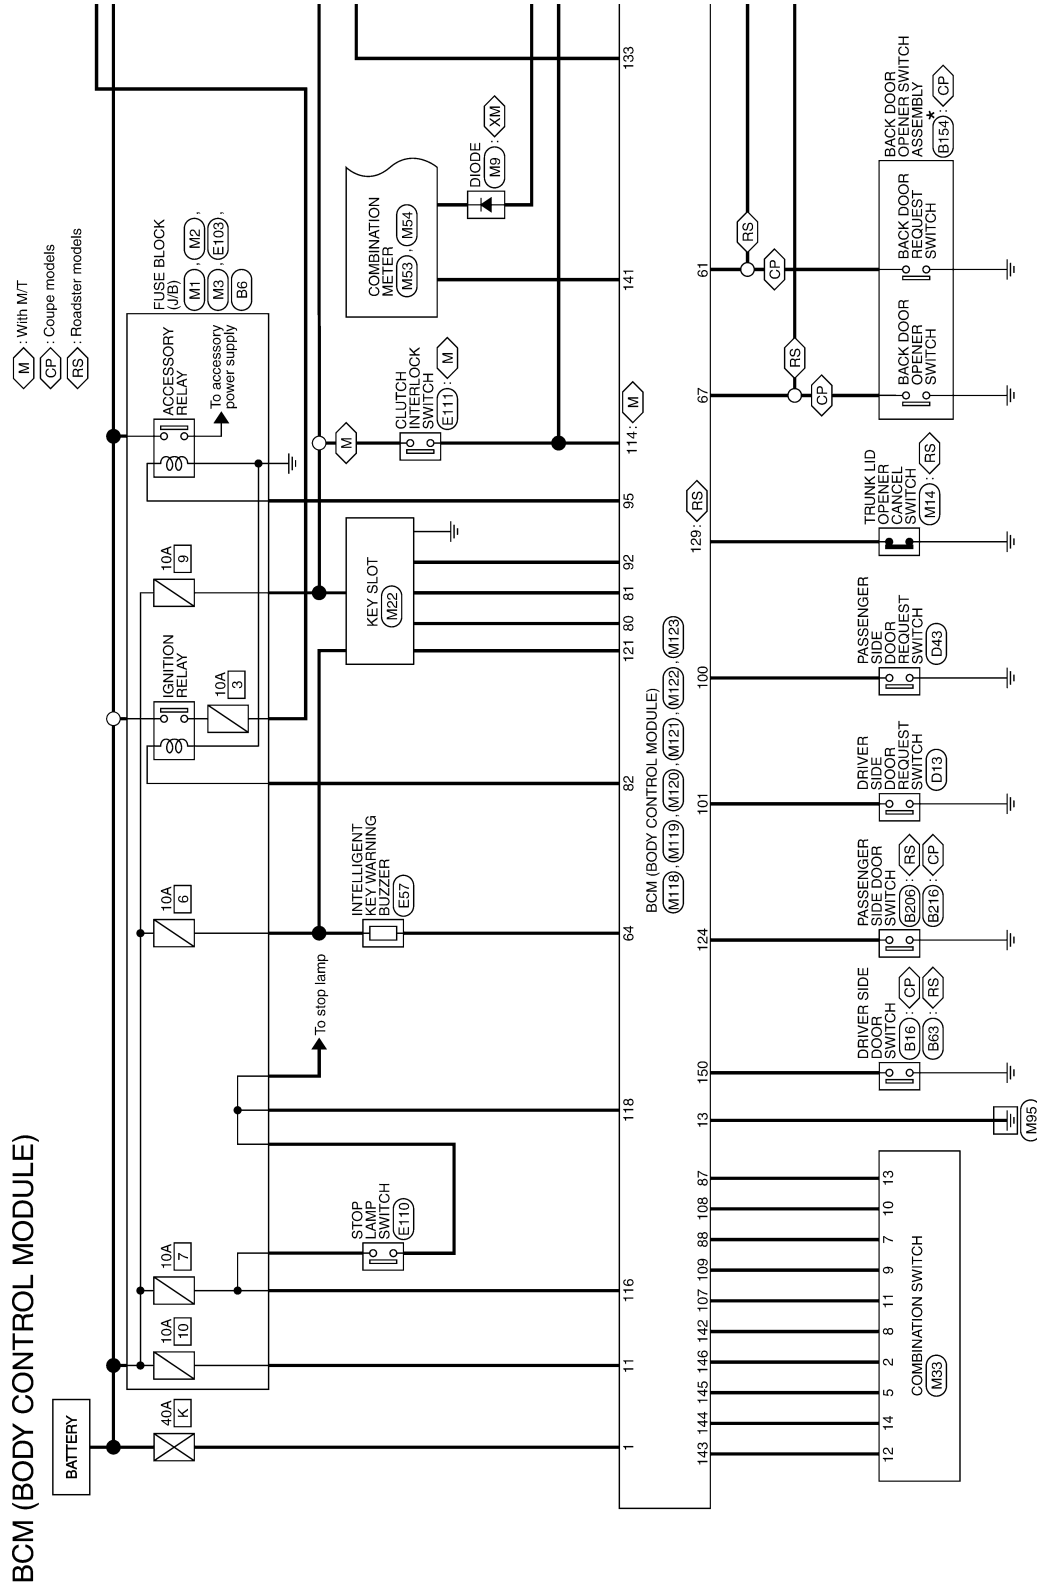 BCM (BODY CONTROL MODULE)
M : With M/T
CP : Coupe models
RS : Roadster models
BATTERY
40A
K
10A
10
10A
7
10A
6
IGNITION
RELAY
10A
3
10A
9
ACCESSORY
RELAY
To accessory
power supply
FUSE BLOCK
(J/B)
M1 , M2 ,
M3 , E103 ,
B6
STOP
LAMP
SWITCH
E110
To stop lamp
INTELLIGENT
KEY WARNING
BUZZER
E57
KEY SLOT
M22
M
CLUTCH
INTERLOCK
SWITCH
E111 : M
COMBINATION
METER
M53 , M54
DIODE
M9 : XM
1
11
116
118
64
82
121
80
81
92
95
114: M
141
133
BCM (BODY CONTROL MODULE)
M118 , M119 , M120 , M121 , M122 , M123
143
144
145
146
142
107
109
88
108
87
13
150
124
101
100
129: RS
67
61
12
14
5
2
8
11
9
7
10
13
COMBINATION SWITCH
M33
M95
DRIVER SIDE
DOOR
SWITCH
B16 : CP
B63 : RS
PASSENGER
SIDE DOOR
SWITCH
B206 : RS
B216 : CP
DRIVER
SIDE
DOOR
REQUEST
SWITCH
D13
PASSENGER
SIDE
DOOR
REQUEST
SWITCH
D43
TRUNK LID
OPENER
CANCEL
SWITCH
M14 : RS
RS
CP
RS
CP
BACK DOOR
OPENER
SWITCH
BACK DOOR
REQUEST
SWITCH
BACK DOOR
OPENER SWITCH
ASSEMBLY
B154 * : CP